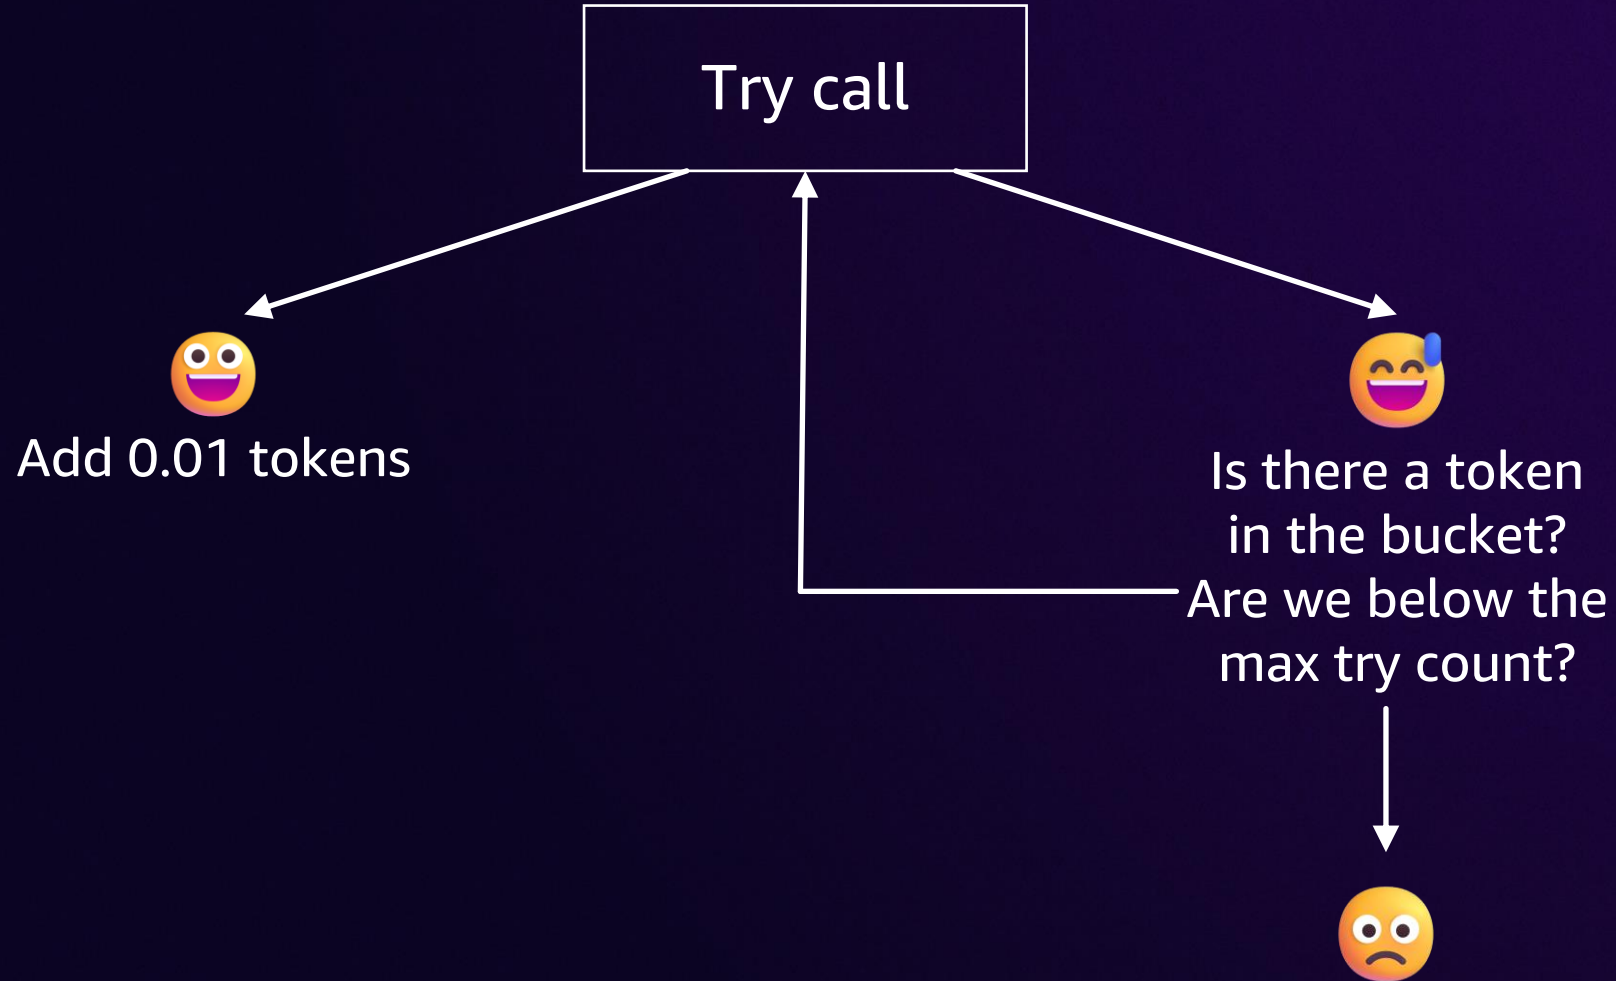 Try call
Add 0.01 tokens
Is there a token
in the bucket?
Are we below the
max try count?